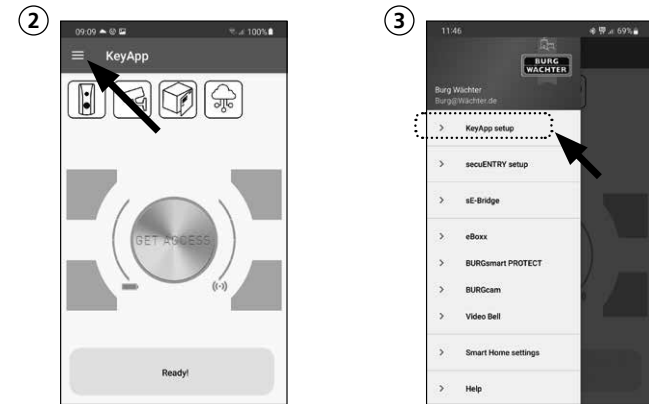 2
09:09
100%
KeyApp
GET ACCESS
Ready!
3
11:46
69%
BURG
WÄCHTER
Burg Wächter
Burg@Wächter.de
> KeyApp setup
> secuENTRY setup
> sE-Bridge
> eBoxx
> BURGsmart PROTECT
> BURGcam
> Video Bell
> Smart Home settings
> Help